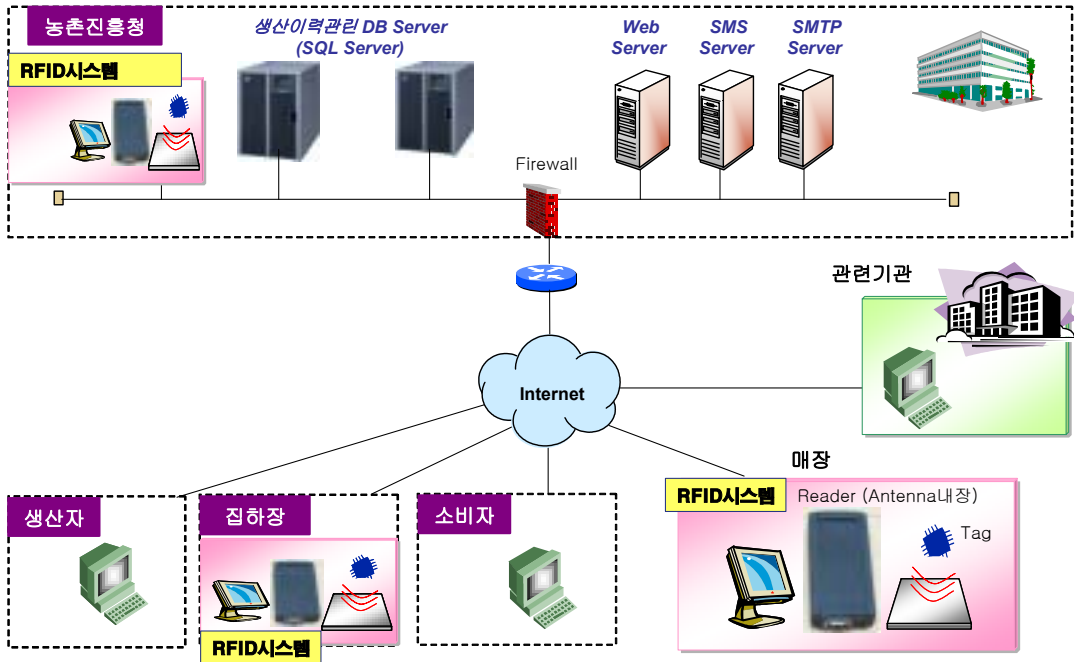 농촌진흥청
RFID시스템
생산이력관리 DB Server
(SQL Server)
Web
Server
SMS
Server
SMTP
Server
Firewall
관련기관
Internet
매장
생산자
집하장
RFID시스템
소비자
RFID시스템
Reader (Antenna내장)
Tag